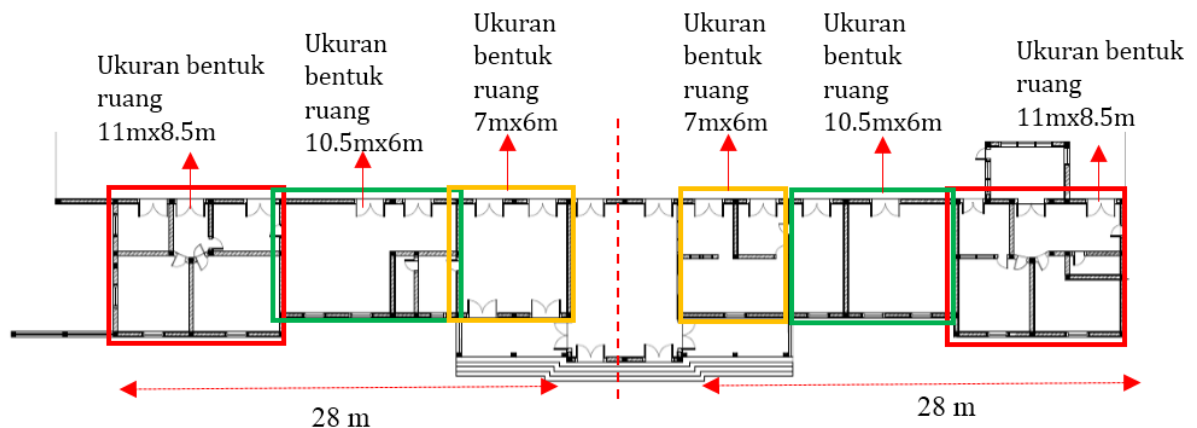 Ukuran bentuk
ruang
11mx8.5m
Ukuran
bentuk
ruang
10.5mx6m
Ukuran
bentuk
ruang
7mx6m
Ukuran
bentuk
ruang
7mx6m
Ukuran
bentuk
ruang
10.5mx6m
Ukuran bentuk
ruang
11mx8.5m
28 m
28 m